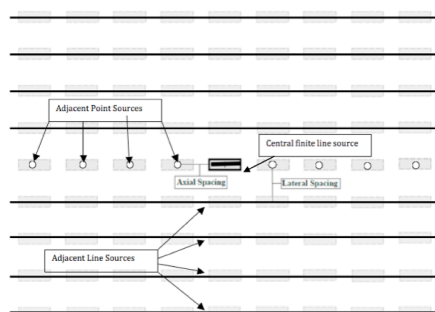 Adjacent Point Sources
Central finite line source
Axial Spacing
Lateral Spacing
Adjacent Line Sources